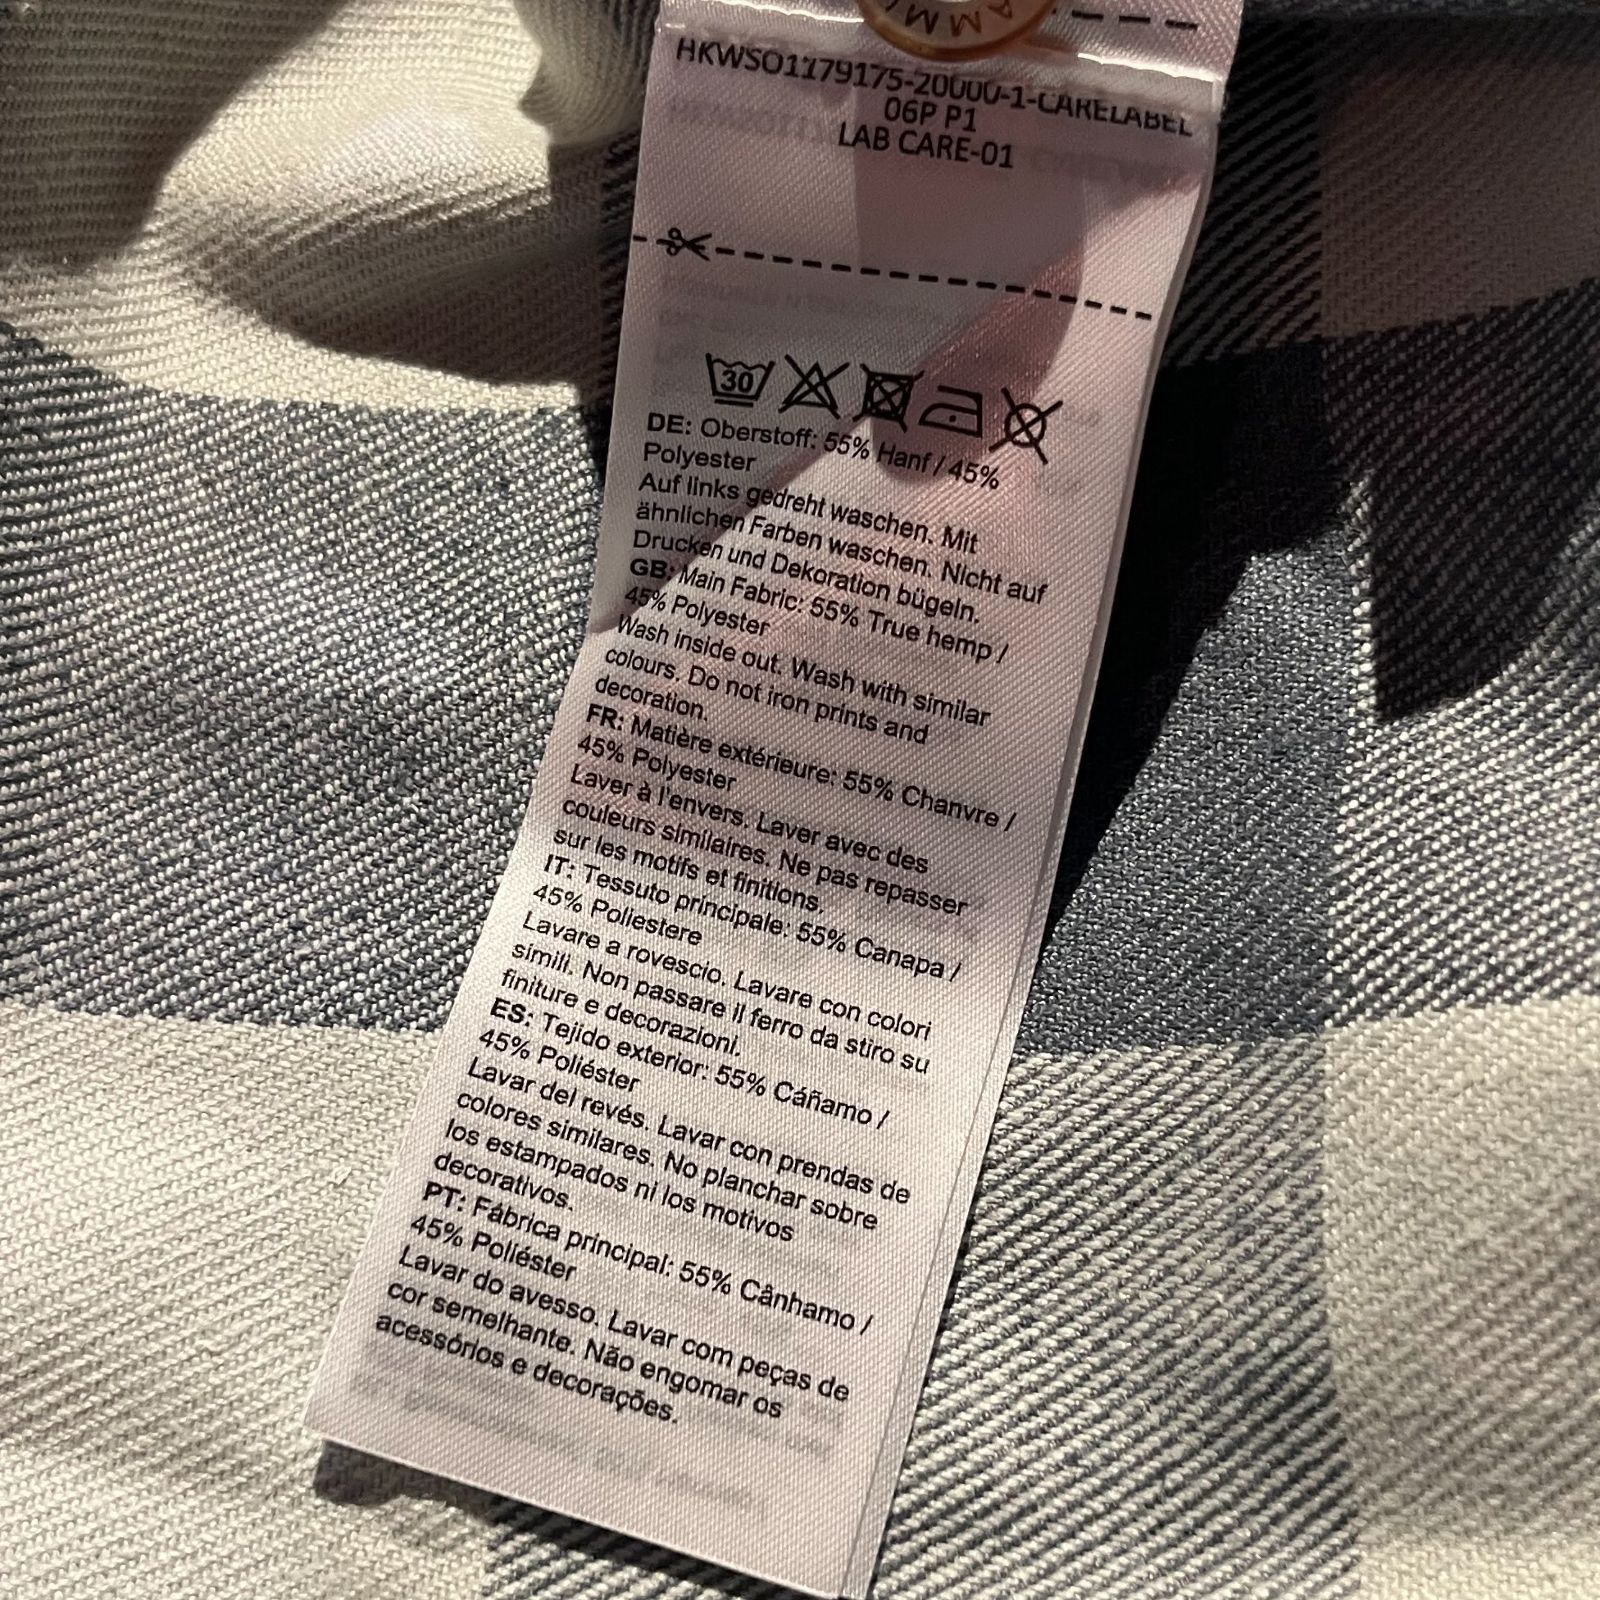 AMM
HKWSO1179175-20000-1-CARELABEL
06P P1
LAB CARE-01
30
DE: Oberstoff: 55% Hanf / 45%
Polyester
Auf links gedreht waschen. Mit
ähnlichen Farben waschen. Nicht auf
Drucken und Dekoration bügeln.
GB: Main Fabric: 55% True hemp /
45% Polyester
Wash inside out. Wash with similar
colours. Do not iron prints and
decoration.
FR: Matière extérieure: 55% Chanvre /
45% Polyester
Laver à l'envers. Laver avec des
couleurs similaires. Ne pas repasser
sur les motifs et finitions.
IT: Tessuto principale: 55% Canapa /
45% Poliestere
Lavare a rovescio. Lavare con colori
simili. Non passare il ferro da stiro su
finiture e decorazioni.
ES: Tejido exterior: 55% Cáñamo /
45% Poliéster
Lavar del revés. Lavar con prendas de
colores similares. No planchar sobre
los estampados ni los motivos
decorativos.
PT: Fábrica principal: 55% Cânhamo /
45% Poliéster
Lavar do avesso. Lavar com peças de
cor semelhante. Não engomar os
acessórios e decorações.